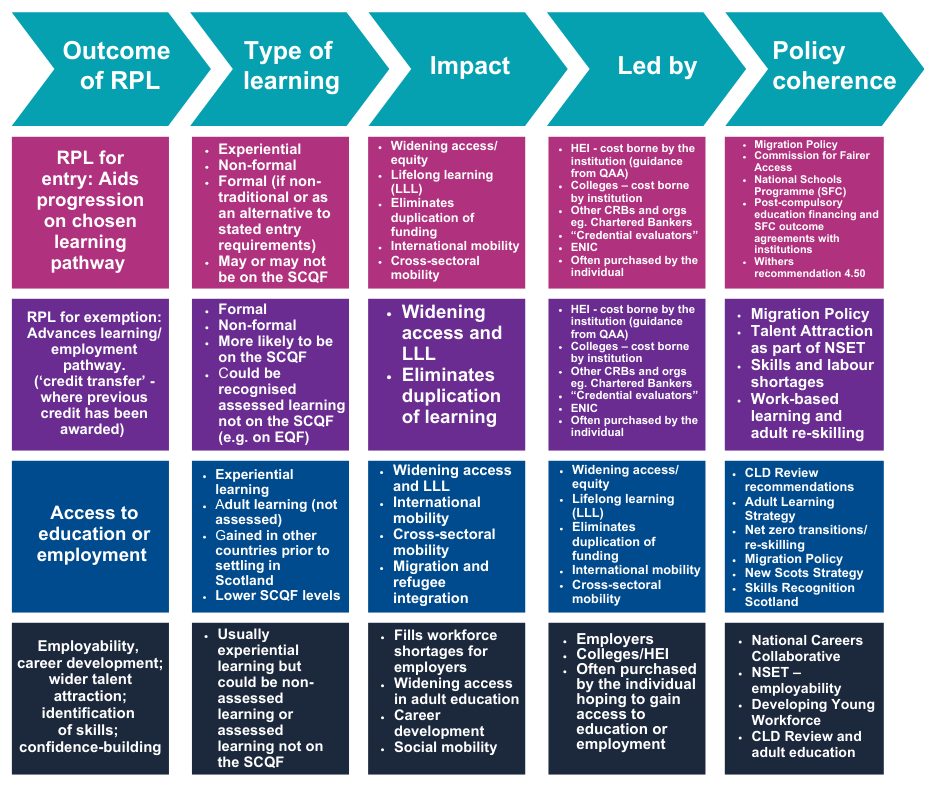 Outcome
of RPL
Type of
learning
Impact
Led by
Policy
coherence
RPL for
entry: Aids
progression
on chosen
learning
pathway
• Experiential
• Non-formal
• Formal (if non-
traditional or as
an alternative to
stated entry
requirements)
• May or may not
be on the SCQF
• Widening access/
equity
• Lifelong learning
(LLL)
• Eliminates
duplication of
funding
• International mobility
• Cross-sectoral
mobility
• HEI - cost borne by the
institution (guidance
from QAA)
• Colleges – cost borne
by institution
• Other CRBs and orgs
eg. Chartered Bankers
• “Credential evaluators”
• ENIC
• Often purchased by the
individual
• Migration Policy
• Commission for Fairer
Access
• National Schools
Programme (SFC)
• Post-compulsory
education financing and
SFC outcome
agreements with
institutions
• Withers
recommendation 4.50
RPL for exemption:
Advances learning/
employment
pathway.
(‘credit transfer’ -
where previous
credit has been
awarded)
• Formal
• Non-formal
• More likely to be
on the SCQF
• Could be
recognised
assessed learning
not on the SCQF
(e.g. on EQF)
• Widening
access and
LLL
• Eliminates
duplication
of learning
• HEI - cost borne by the
institution (guidance
from QAA)
• Colleges – cost borne
by institution
• Other CRBs and orgs
eg. Chartered Bankers
• “Credential evaluators”
• ENIC
• Often purchased by the
individual
• Migration Policy
• Talent Attraction
as part of NSET
• Skills and labour
shortages
• Work-based
learning and
adult re-skilling
Access to
education or
employment
• Experiential
learning
• Adult learning (not
assessed)
• Gained in other
countries prior to
settling in
Scotland
• Lower SCQF levels
• Widening access
and LLL
• International
mobility
• Cross-sectoral
mobility
• Migration and
refugee
integration
• Widening access/
equity
• Lifelong learning
(LLL)
• Eliminates
duplication of
funding
• International mobility
• Cross-sectoral
mobility
• CLD Review
recommendations
• Adult Learning
Strategy
• Net zero transitions/
re-skilling
• Migration Policy
• New Scots Strategy
• Skills Recognition
Scotland
Employability,
career development;
wider talent
attraction;
identification
of skills;
confidence-building
• Usually
experiential
learning but
could be non-
assessed
learning or
assessed
learning not on
the SCQF
• Fills workforce
shortages for
employers
• Widening access
in adult education
• Career
development
• Social mobility
• Employers
• Colleges/HEI
• Often purchased
by the individual
hoping to gain
access to
education or
employment
• National Careers
Collaborative
• NSET –
employability
• Developing Young
Workforce
• CLD Review and
adult education